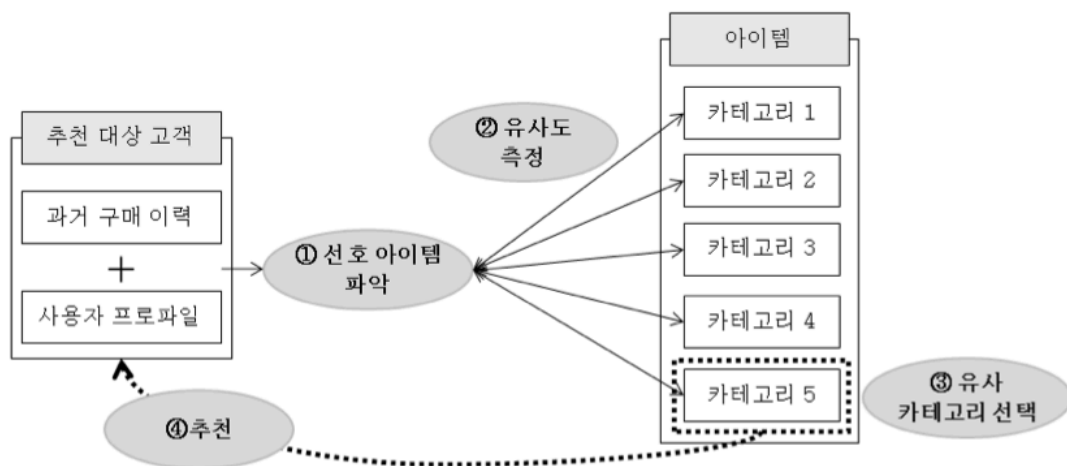 추천 대상 고객
과거 구매 이력
+
사용자 프로파일
① 선호 아이템
파악
② 유사도
측정
아이템
카테고리 1
카테고리 2
카테고리 3
카테고리 4
카테고리 5
③ 유사
카테고리 선택
④추천